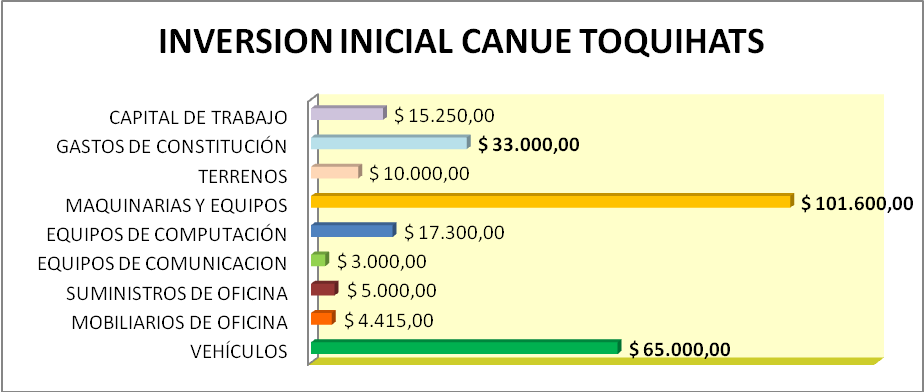 INVERSION INICIAL CANUE TOQUIHATS
CAPITAL DE TRABAJO $ 15.250,00
GASTOS DE CONSTITUCIÓN $ 33.000,00
TERRENOS $ 10.000,00
MAQUINARIAS Y EQUIPOS $ 101.600,00
EQUIPOS DE COMPUTACIÓN $ 17.300,00
EQUIPOS DE COMUNICACION $ 3.000,00
SUMINISTROS DE OFICINA $ 5.000,00
MOBILIARIOS DE OFICINA $ 4.415,00
VEHÍCULOS $ 65.000,00